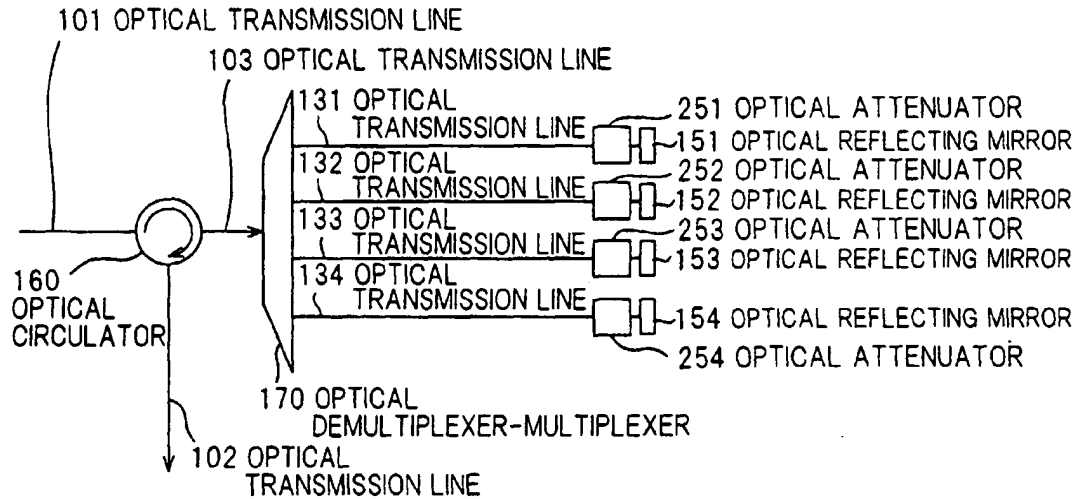 101 OPTICAL TRANSMISSION LINE
103 OPTICAL TRANSMISSION LINE
131 OPTICAL
TRANSMISSION LINE
251 OPTICAL ATTENUATOR
151 OPTICAL REFLECTING MIRROR
132 OPTICAL
TRANSMISSION LINE
252 OPTICAL ATTENUATOR
152 OPTICAL REFLECTING MIRROR
133 OPTICAL
TRANSMISSION LINE
253 OPTICAL ATTENUATOR
153 OPTICAL REFLECTING MIRROR
134 OPTICAL
TRANSMISSION LINE
154 OPTICAL REFLECTING MIRROR
254 OPTICAL ATTENUATOR
160
OPTICAL
CIRCULATOR
170 OPTICAL
DEMULTIPLEXER-MULTIPLEXER
102 OPTICAL
TRANSMISSION LINE